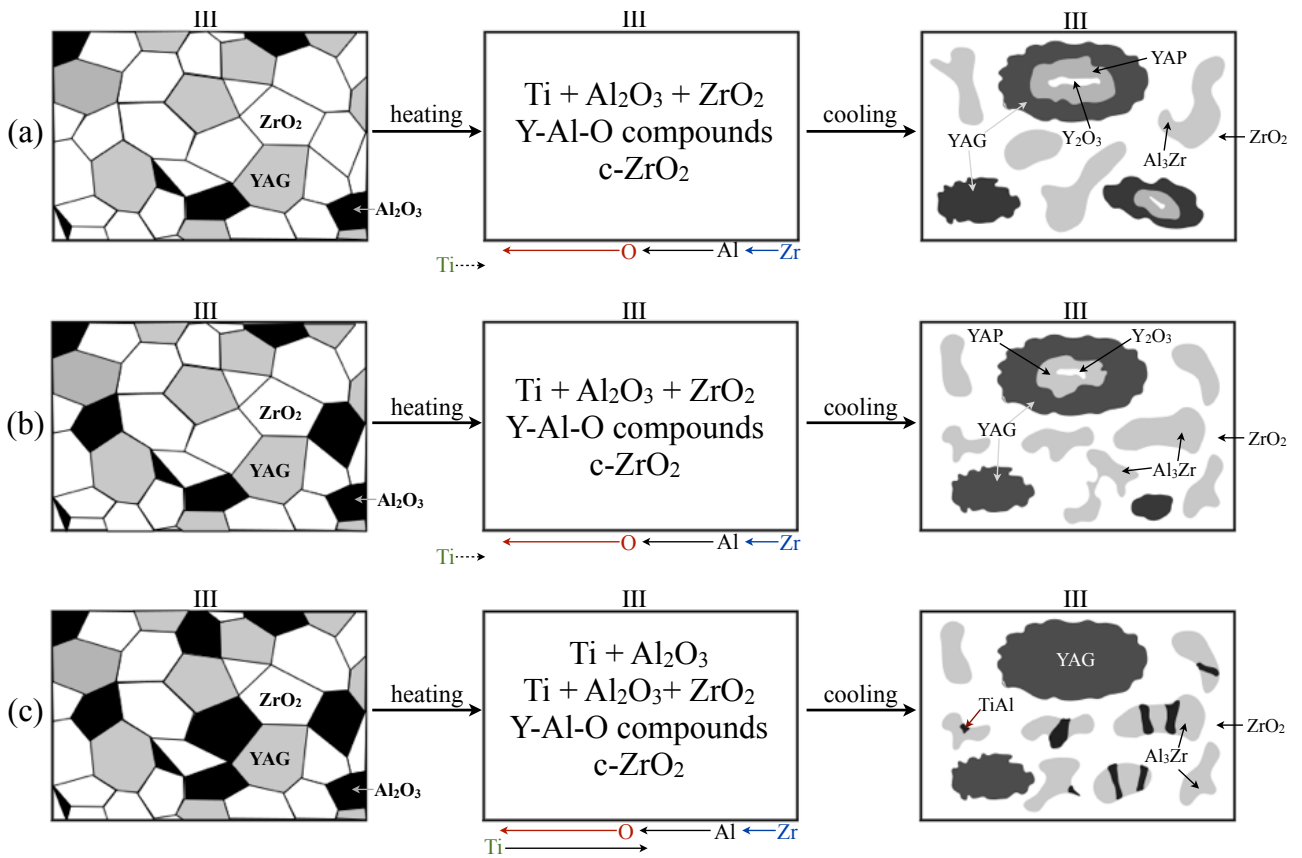 III
III
III
(a)
ZrO₂
YAG
Al₂O₃
heating
Ti + Al₂O₃ + ZrO₂
Y-Al-O compounds
c-ZrO₂
Ti
O
Al
Zr
cooling
YAP
YAG
Y₂O₃
Al₃Zr
ZrO₂
III
III
III
(b)
ZrO₂
YAG
Al₂O₃
heating
Ti + Al₂O₃ + ZrO₂
Y-Al-O compounds
c-ZrO₂
Ti
O
Al
Zr
cooling
YAP
Y₂O₃
YAG
Al₃Zr
ZrO₂
III
III
III
(c)
ZrO₂
YAG
Al₂O₃
heating
Ti + Al₂O₃
Ti + Al₂O₃+ ZrO₂
Y-Al-O compounds
c-ZrO₂
Ti
O
Al
Zr
cooling
YAG
TiAl
ZrO₂
Al₃Zr